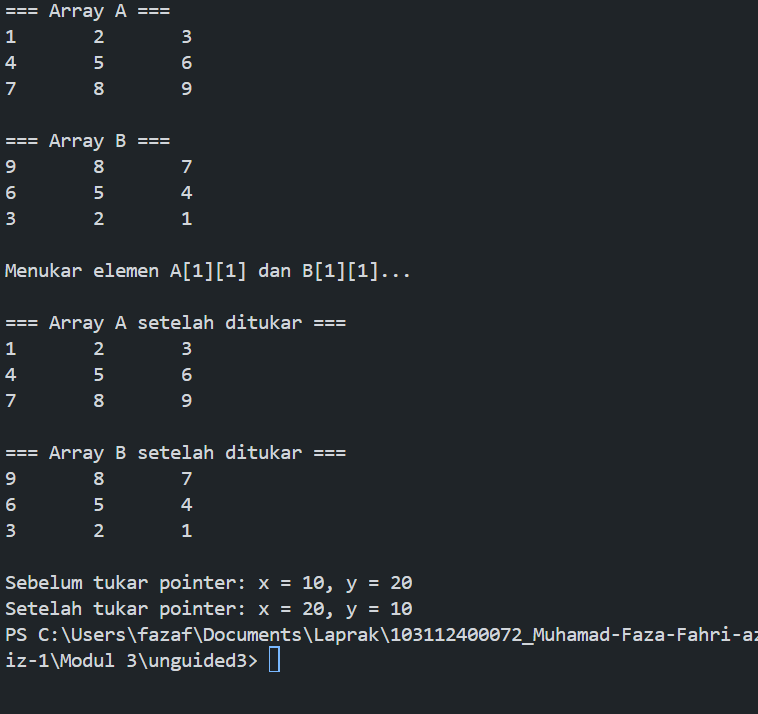 === Array A ===
1 2 3
4 5 6
7 8 9
=== Array B ===
9 8 7
6 5 4
3 2 1
Menukar elemen A[1][1] dan B[1][1]...
=== Array A setelah ditukar ===
1 2 3
4 5 6
7 8 9
=== Array B setelah ditukar ===
9 8 7
6 5 4
3 2 1
Sebelum tukar pointer: x = 10, y = 20
Setelah tukar pointer: x = 20, y = 10
PS C:\Users\fazaf\Documents\Laprak\103112400072_Muhamad-Faza-Fahri-az
iz-1\Modul 3\unguided3>